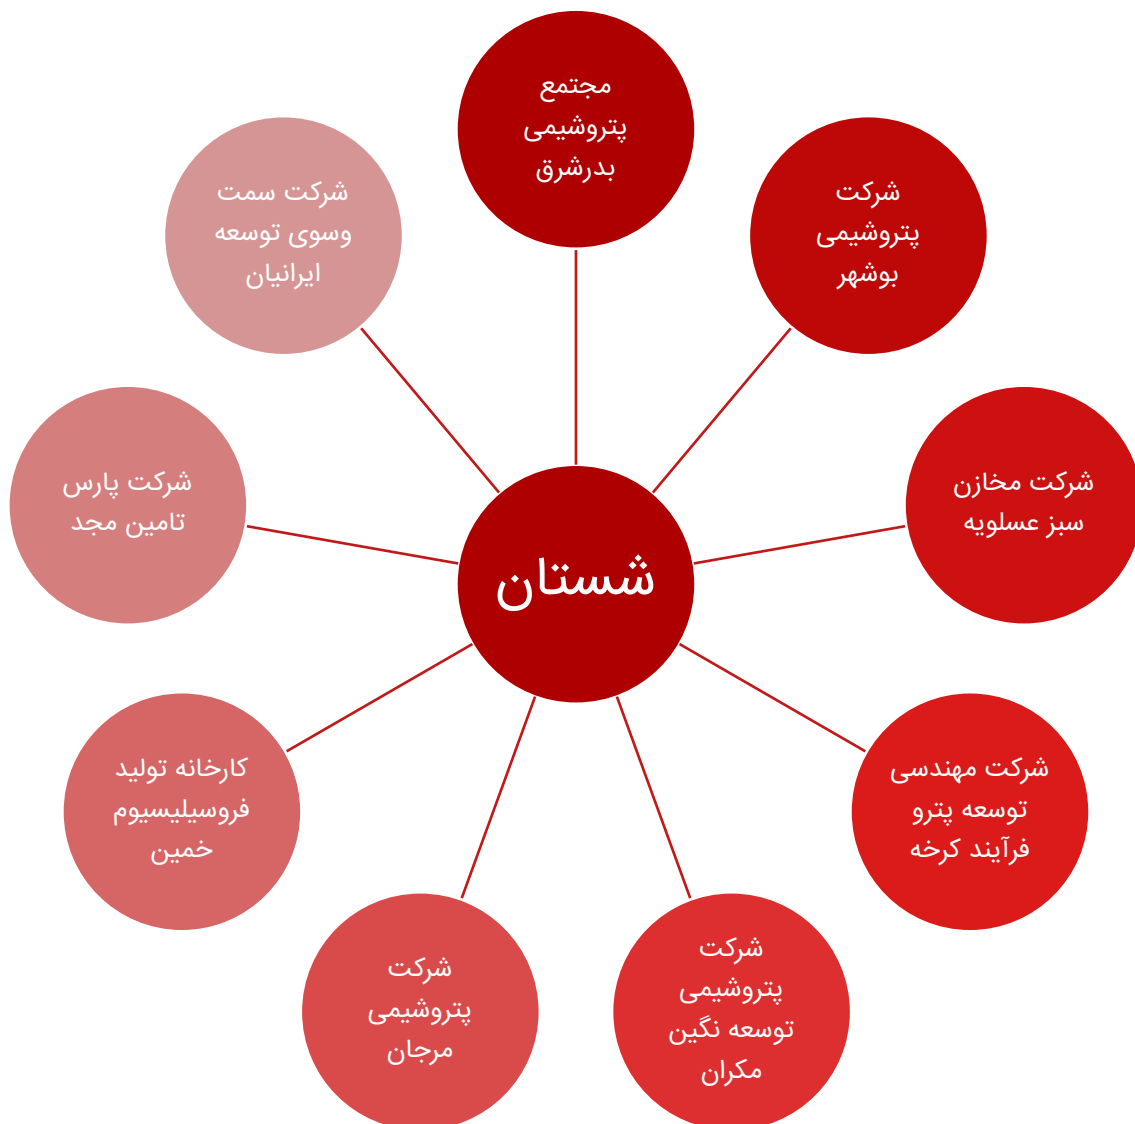 مجتمع
پتروشیمی
بدرشرق
شرکت
پتروشیمی
بوشهر
شرکت مخازن
سبز عسلویه
شرکت مهندسی
توسعه پترو
فرآیند کرخه
شرکت
پتروشیمی
توسعه نگین
مکران
شرکت
پتروشیمی
مرجان
کارخانه تولید
فروسیلیسیوم
خمین
شرکت پارس
تامین مجد
شرکت سمت
وسوی توسعه
ایرانیان
شستان